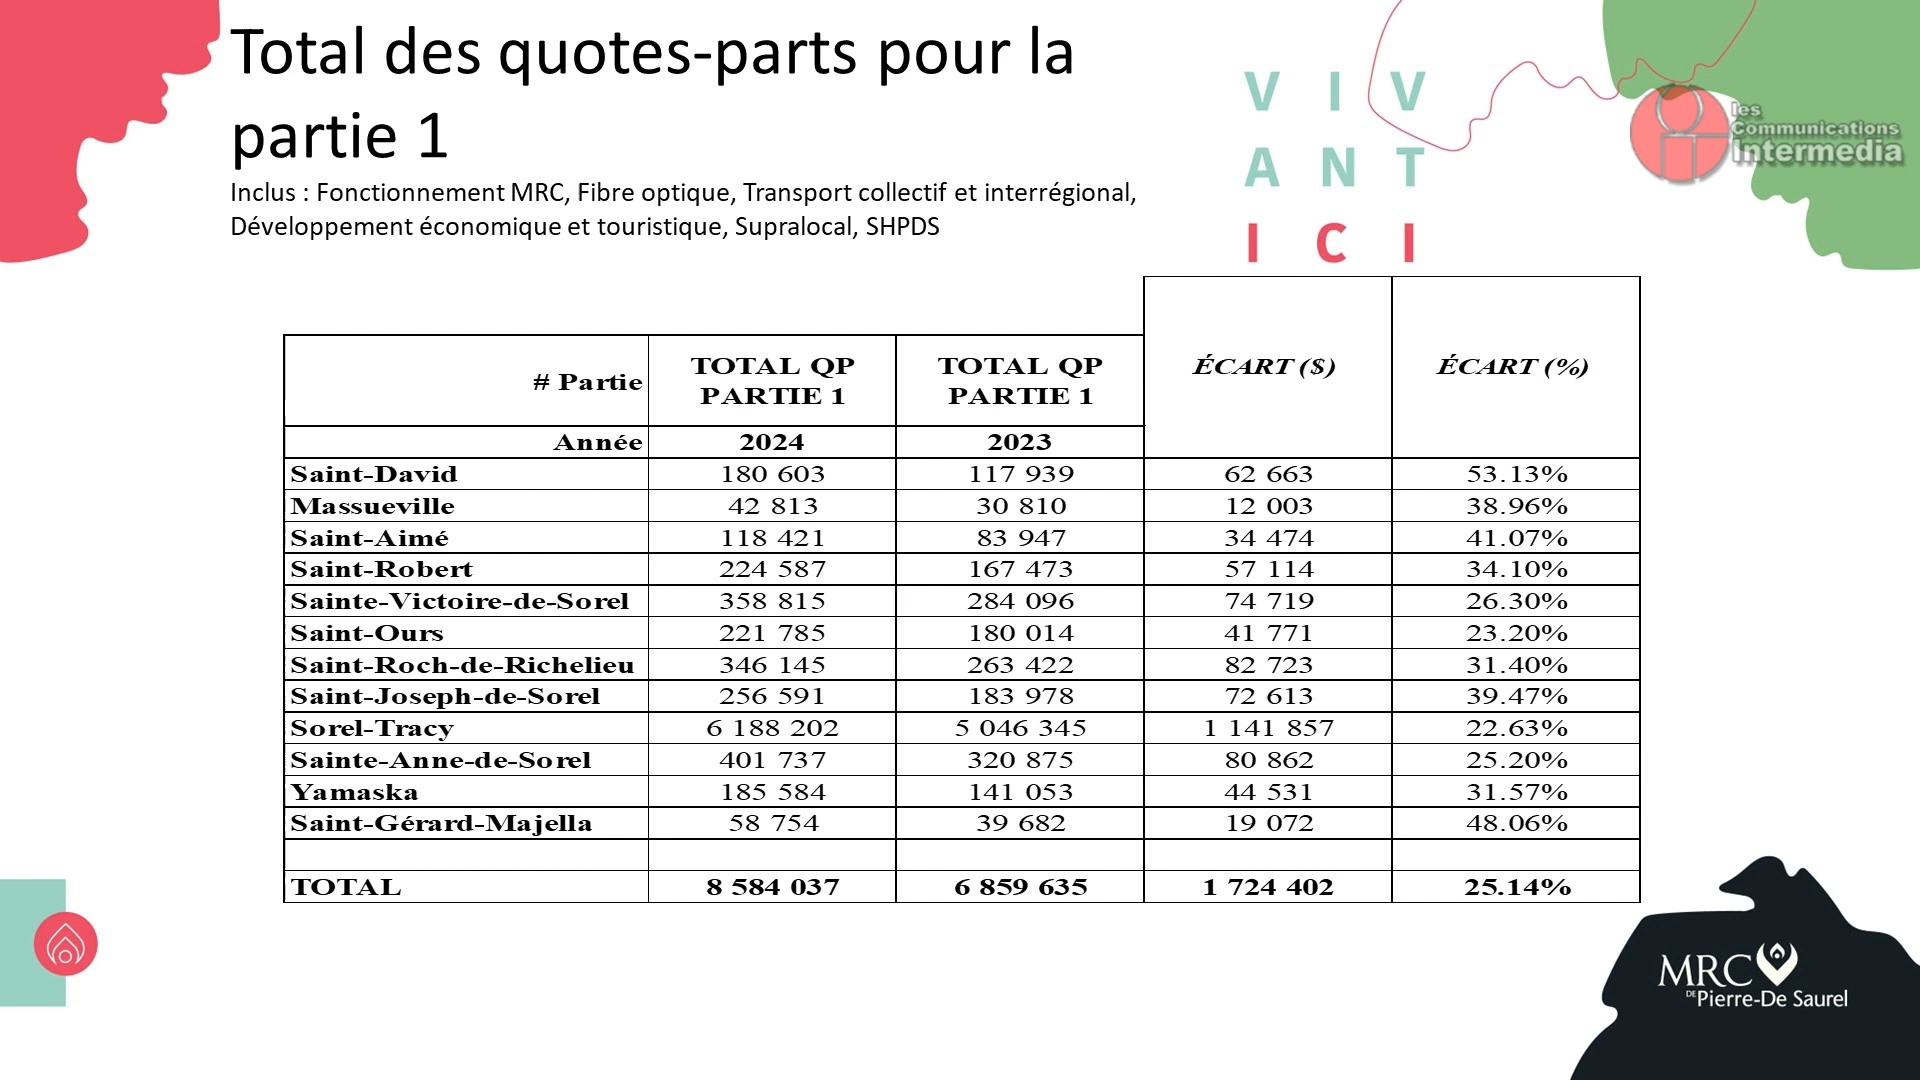 Total des quotes-parts pour la
partie 1
Inclus : Fonctionnement MRC, Fibre optique, Transport collectif et interrégional,
Développement économique et touristique, Supralocal, SHPDS
V I V
A N T
I C I
les
Communications
Intermedia
# Partie TOTAL QP PARTIE 1 TOTAL QP PARTIE 1 ÉCART ($) ÉCART (%)
Année 2024 2023
Saint-David 180 603 117 939 62 663 53.13%
Massueville 42 813 30 810 12 003 38.96%
Saint-Aimé 118 421 83 947 34 474 41.07%
Saint-Robert 224 587 167 473 57 114 34.10%
Sainte-Victoire-de-Sorel 358 815 284 096 74 719 26.30%
Saint-Ours 221 785 180 014 41 771 23.20%
Saint-Roch-de-Richelieu 346 145 263 422 82 723 31.40%
Saint-Joseph-de-Sorel 256 591 183 978 72 613 39.47%
Sorel-Tracy 6 188 202 5 046 345 1 141 857 22.63%
Sainte-Anne-de-Sorel 401 737 320 875 80 862 25.20%
Yamaska 185 584 141 053 44 531 31.57%
Saint-Gérard-Majella 58 754 39 682 19 072 48.06%
TOTAL 8 584 037 6 859 635 1 724 402 25.14%
MRC
DE Pierre-De Saurel